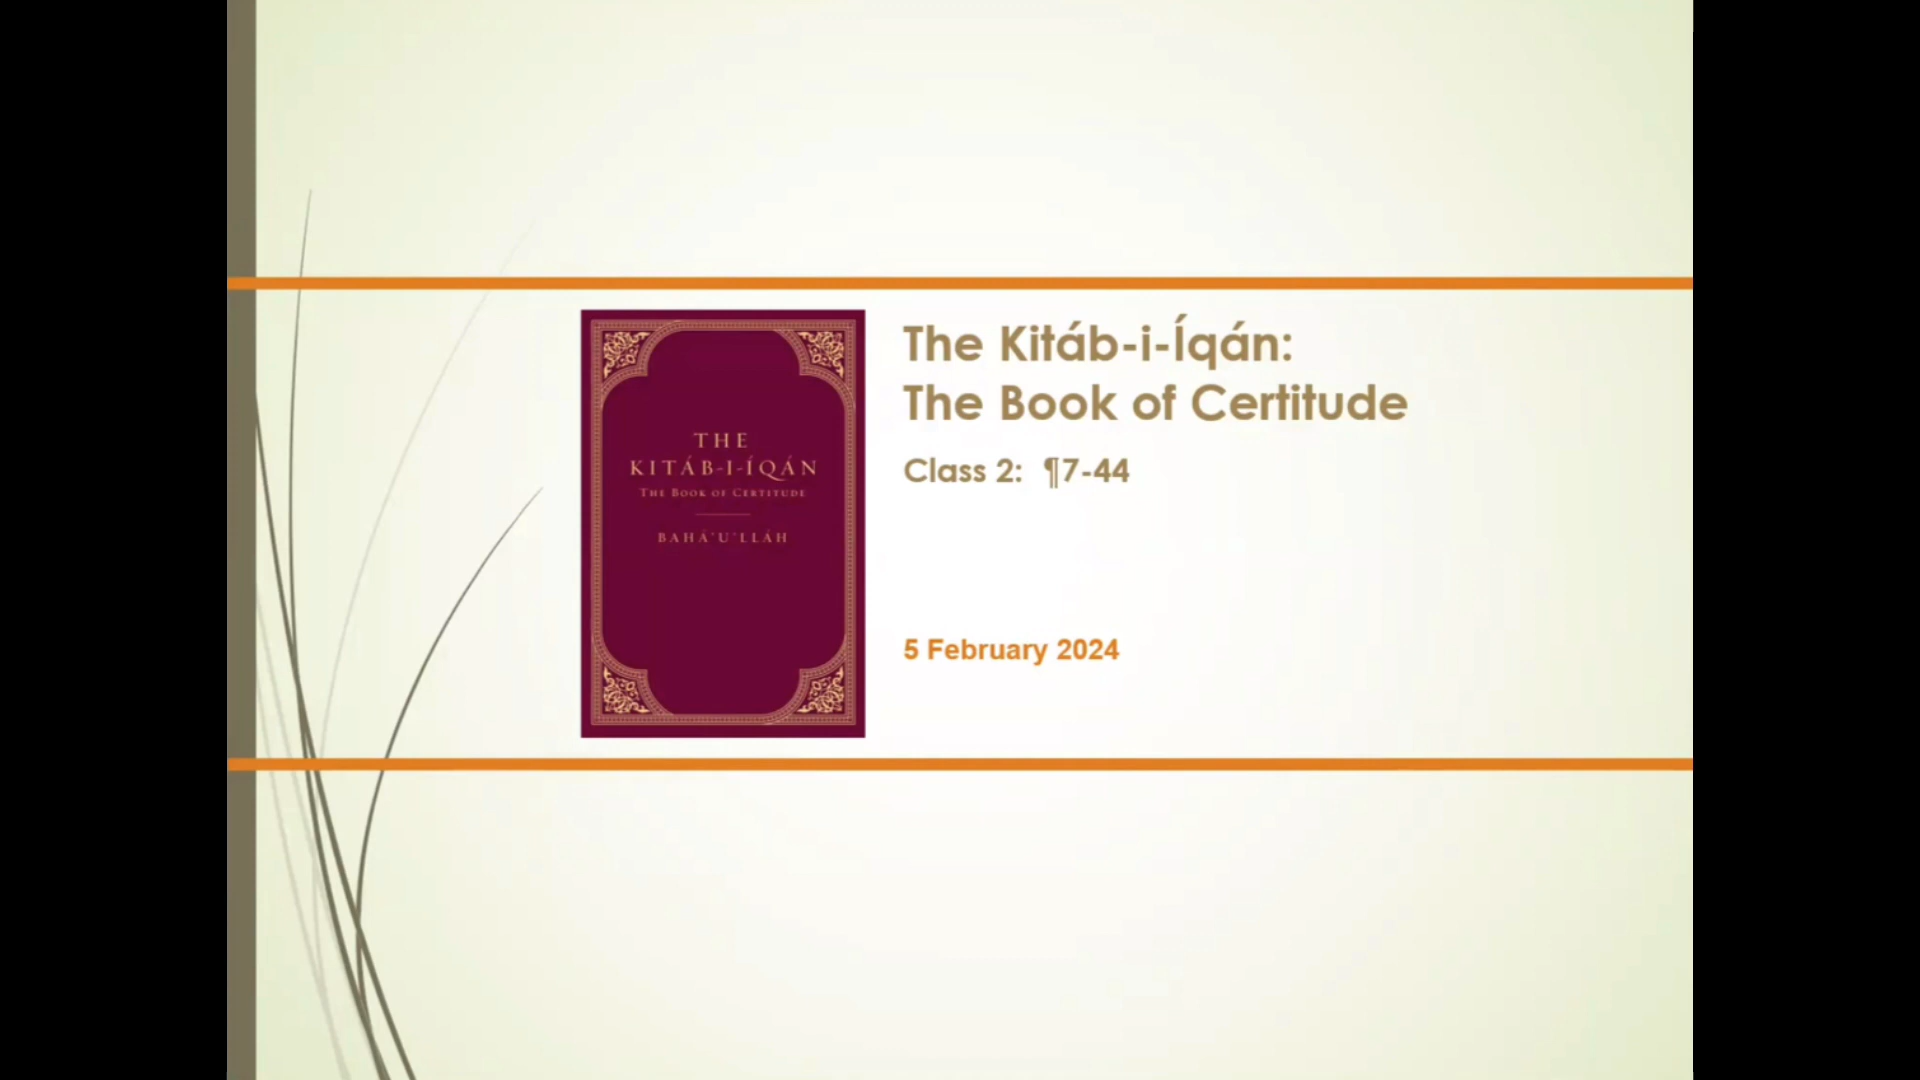 THE
KITÁB-I-ÍQÁN
THE BOOK OF CERTITUDE
BAHÁ'U'LLÁH
The Kitáb-i-Íqán:
The Book of Certitude
Class 2: ¶7-44
5 February 2024